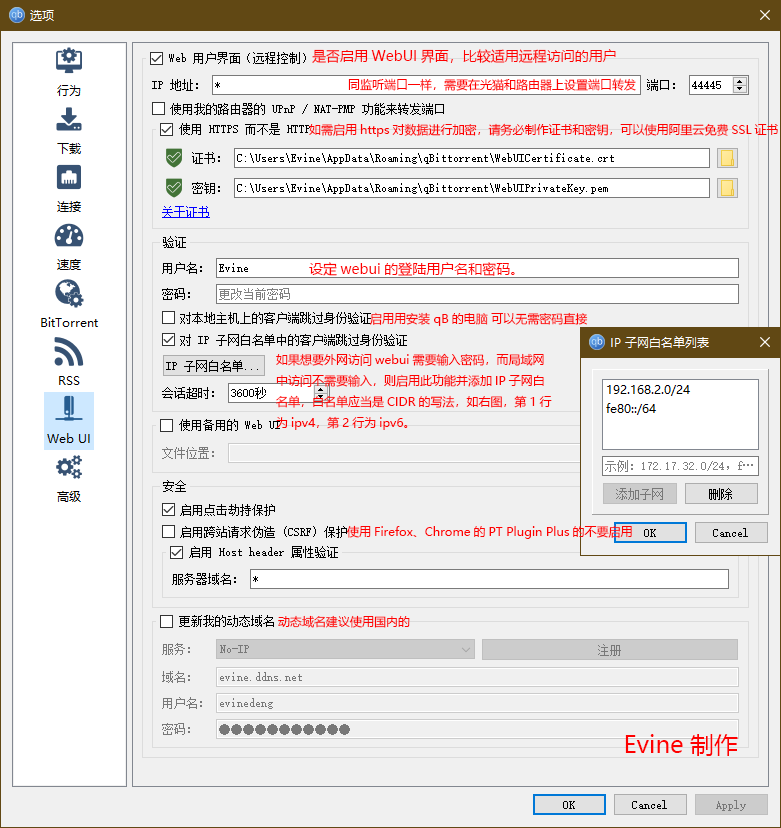 选项
行为
下载
连接
速度
BitTorrent
RSS
Web UI
高级
Web 用户界面（远程控制） 是否启用 WebUI 界面，比较适用远程访问的用户
IP 地址： * 同监听端口一样，需要在光猫和路由器上设置端口转发 端口： 44445
使用我的路由器的 UPnP / NAT-PMP 功能来转发端口
使用 HTTPS 而不是 HTTP 如需启用 https 对数据进行加密，请务必制作证书和密钥，可以使用阿里云免费 SSL 证书
证书： C:\Users\Evine\AppData\Roaming\qBittorrent\WebUICertificate.crt
密钥： C:\Users\Evine\AppData\Roaming\qBittorrent\WebUIPrivateKey.pem
关于证书
验证
用户名： Evine 设定 webui 的登陆用户名和密码。
密码： 更改当前密码
对本地主机上的客户端跳过身份验证 启用用安装 qB 的电脑 可以无需密码直接
对 IP 子网白名单中的客户端跳过身份验证
IP 子网白名单...
如果想要外网访问 webui 需要输入密码，而局域网
中访问不需要输入，则启用此功能并添加 IP 子网白
名单，白名单应当是 CIDR 的写法，如右图，第 1 行
为 ipv4，第 2 行为 ipv6。
会话超时： 3600秒
使用备用的 Web UI
文件位置：
安全
启用点击劫持保护
启用跨站请求伪造（CSRF）保护 使用 Firefox、Chrome 的 PT Plugin Plus 的不要启用
启用 Host header 属性验证
服务器域名： *
更新我的动态域名 动态域名建议使用国内的
服务： No-IP 注册
域名： evine.ddns.net
用户名： evinedeng
密码： ●●●●●●●●●●●
Evine 制作
OK Cancel Apply
IP 子网白名单列表
192.168.2.0/24
fe80::/64
示例：172.17.32.0/24，f…
添加子网 删除
OK Cancel